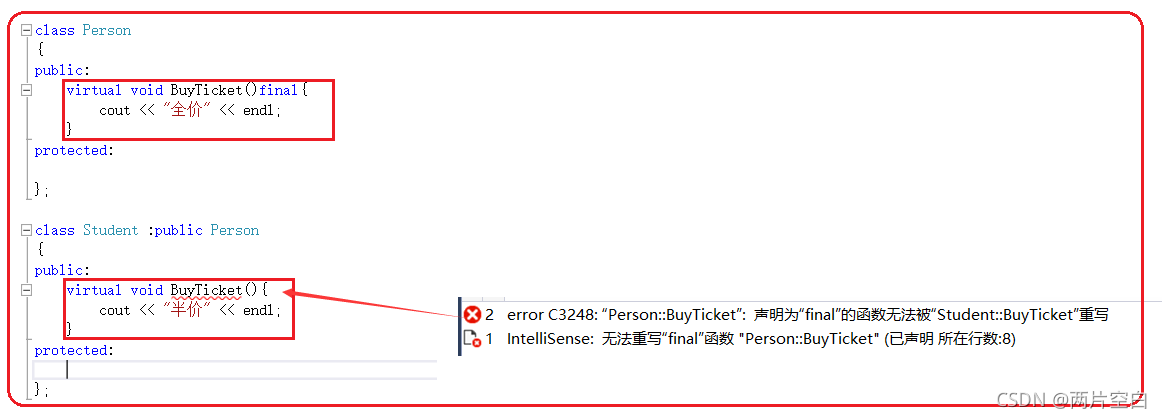 class Person
{
public:
virtual void BuyTicket()final{
cout << "全价" << endl;
}
protected:
};
class Student :public Person
{
public:
virtual void BuyTicket(){
cout << "半价" << endl;
}
protected:
};
2 error C3248: “Person::BuyTicket”: 声明为“final”的函数无法被“Student::BuyTicket”重写
1 IntelliSense: 无法重写“final”函数 "Person::BuyTicket" (已声明 所在行数:8)
CSDN @两片空白